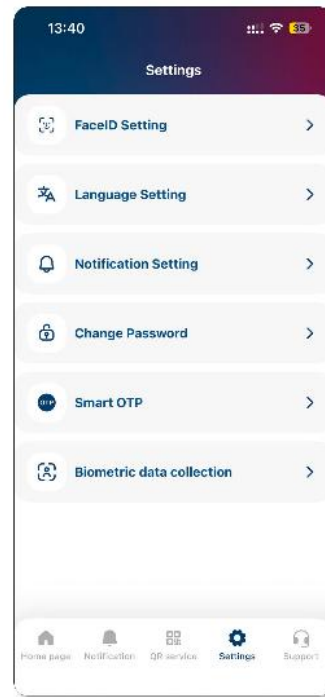 13:40
35
Settings
FaceID Setting
Language Setting
Notification Setting
Change Password
OTP
Smart OTP
Biometric data collection
Home page
Notification
QR service
Settings
Support